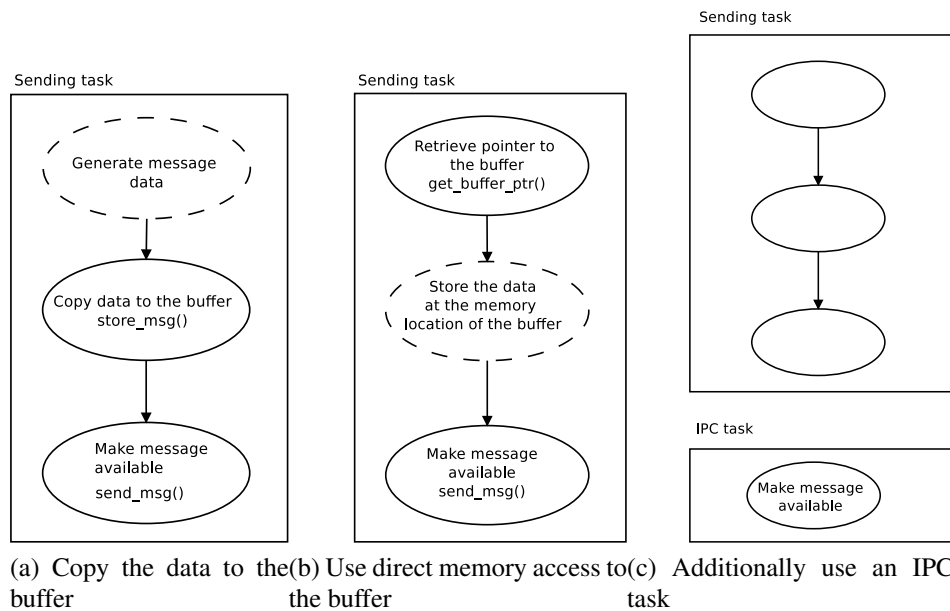 Sending task
Generate message
data
Copy data to the buffer
store_msg()
Make message
available
send_msg()
(a) Copy the data to the
buffer
Sending task
Retrieve pointer to
the buffer
get_buffer_ptr()
Store the data
at the memory
location of the buffer
Make message
available
send_msg()
(b) Use direct memory access to
the buffer
Sending task
IPC task
Make message
available
(c) Additionally use an IPC
task